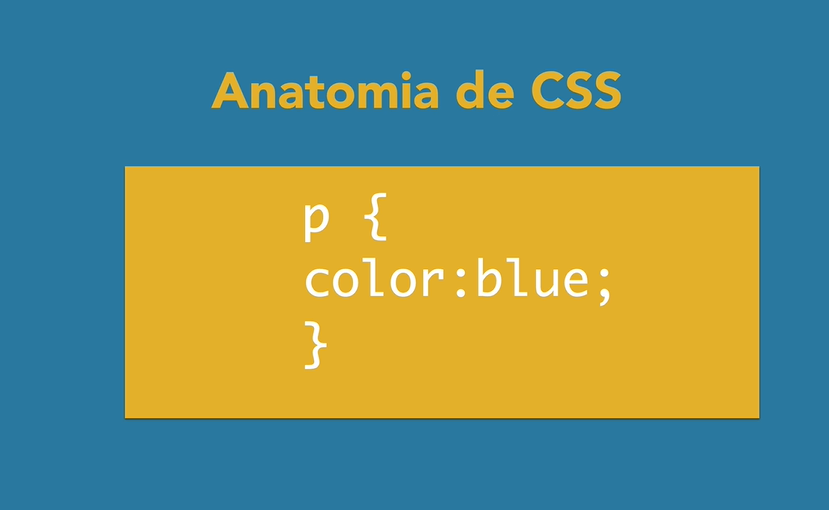 Anatomia de CSS
p {
color:blue;
}